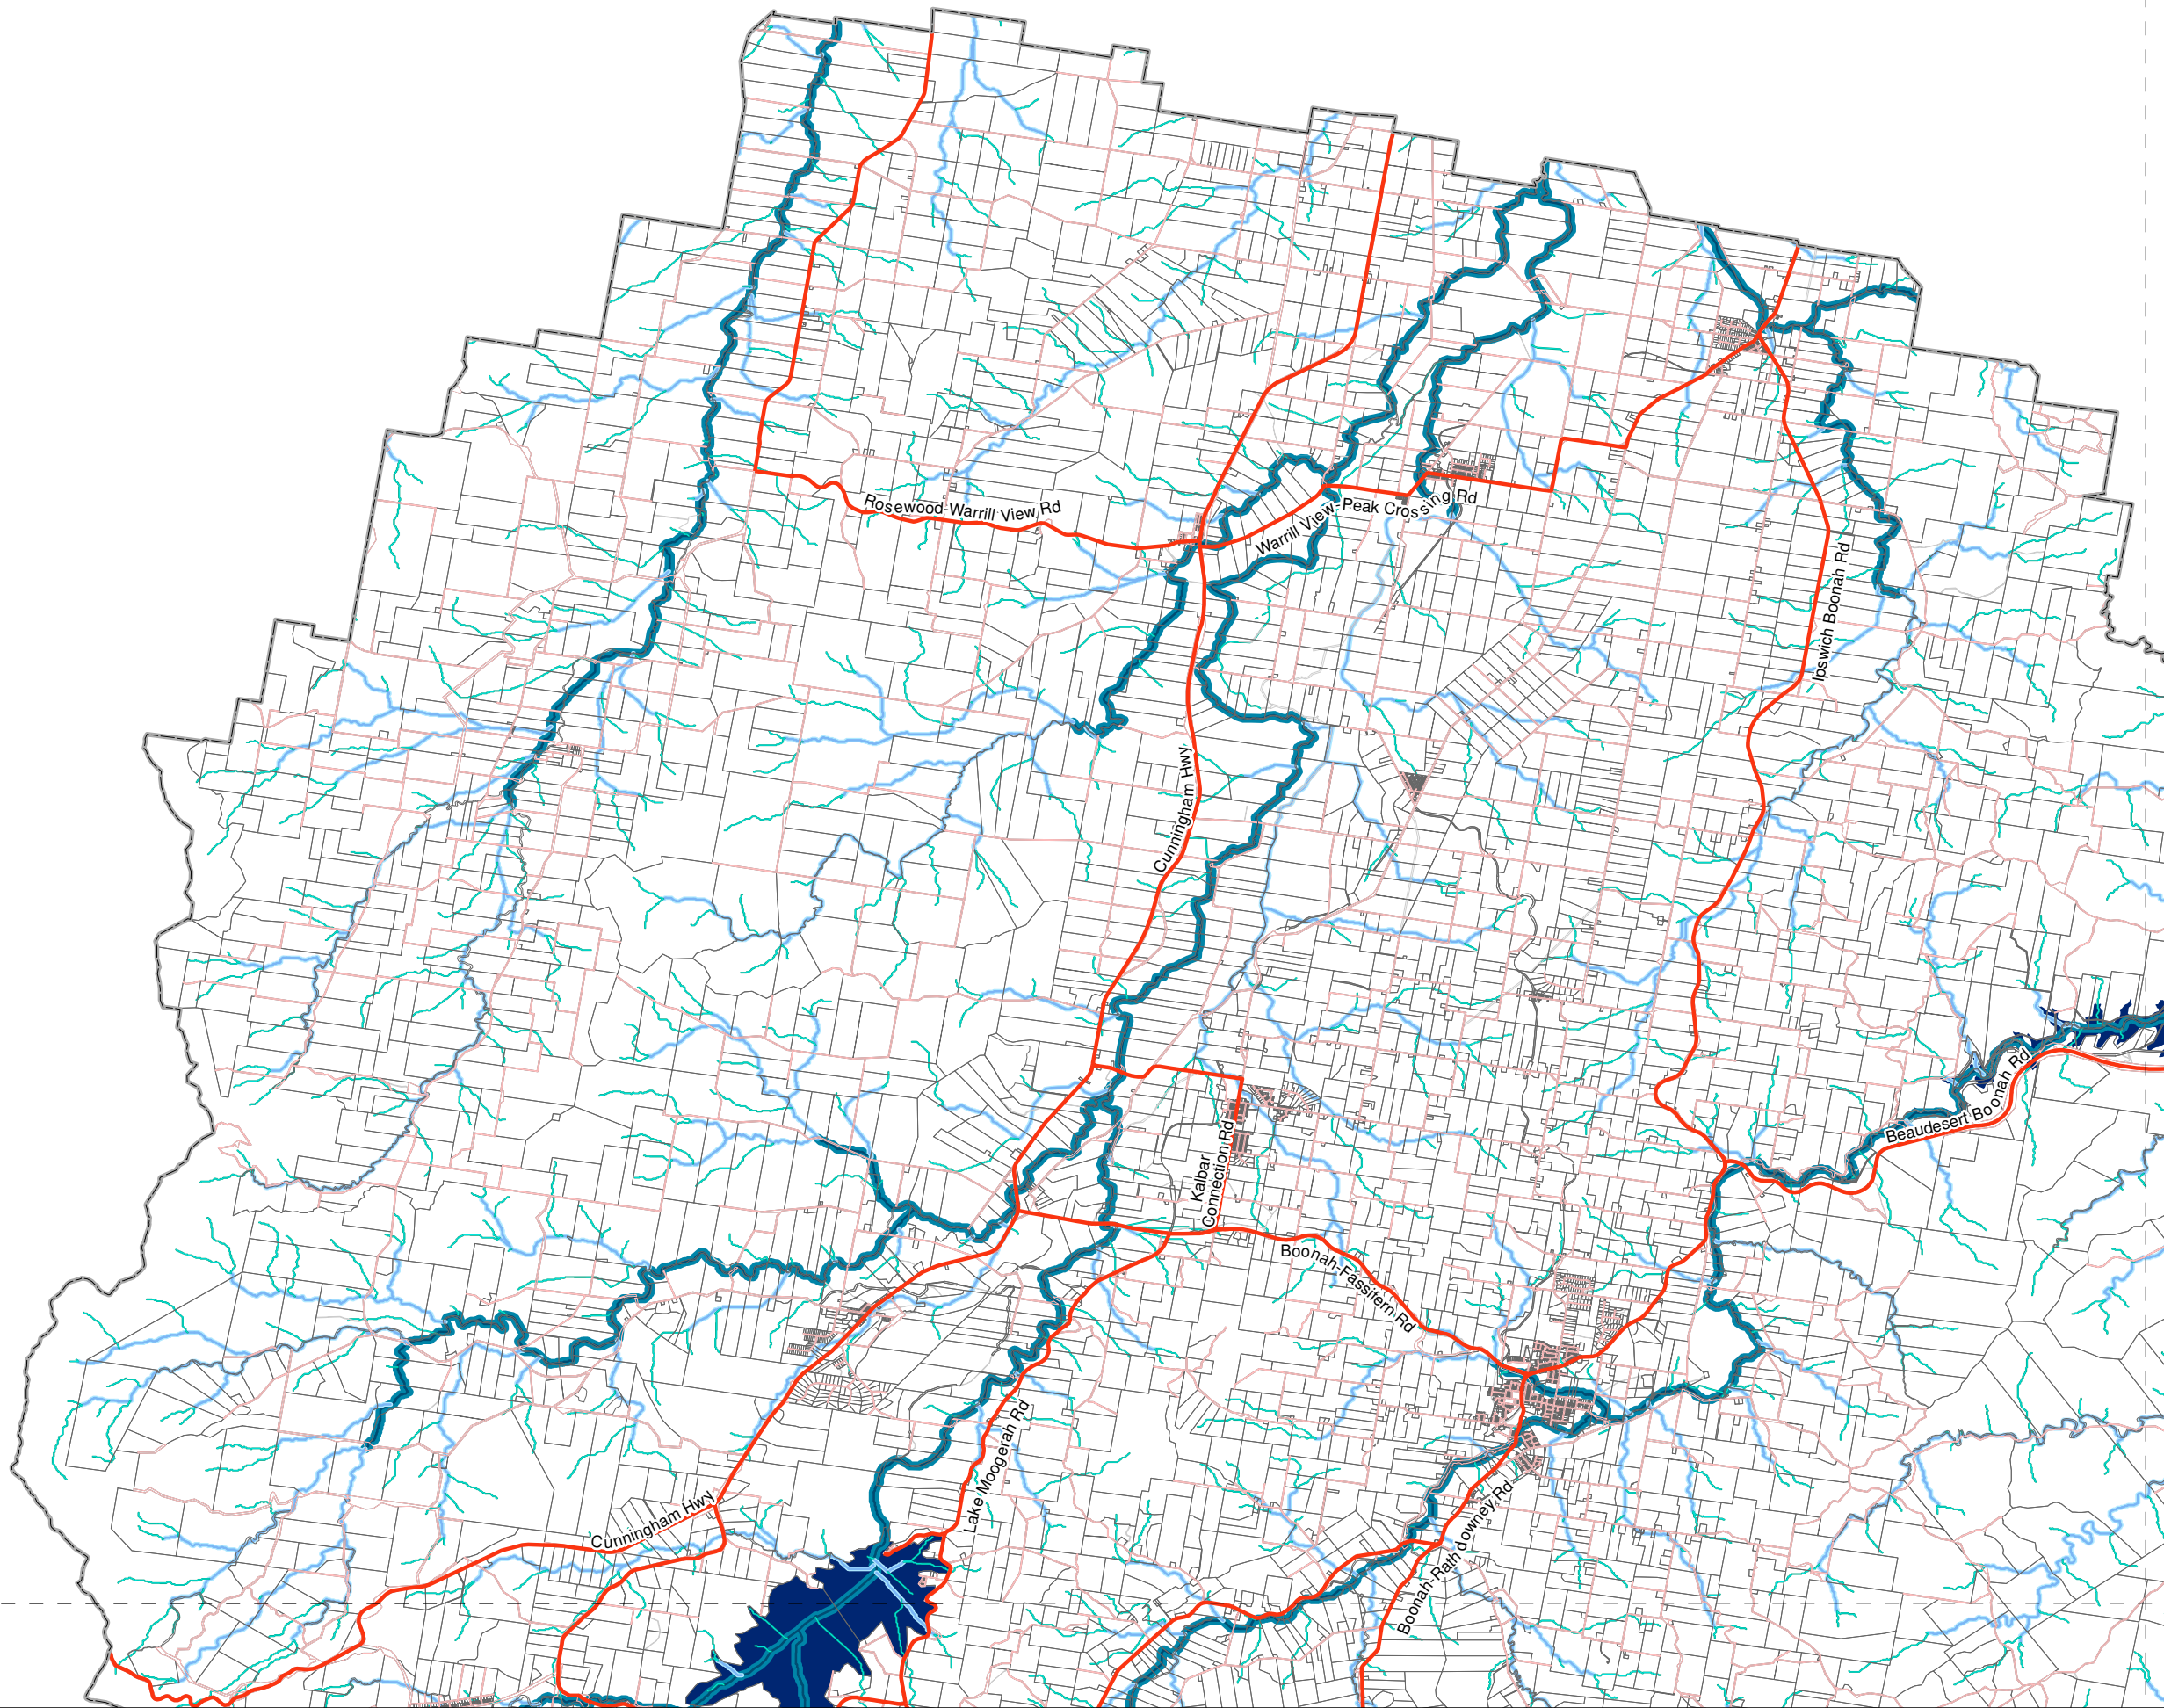 Rosewood-Warrill View Rd
Warrill View-Peak Crossing Rd
Ipswich Boonah Rd
Cunningham Hwy
Beaudesert Boonah Rd
Kalbar
Connection Rd
Boonah-Fassifern Rd
Lake Moogerah Rd
Cunningham Hwy
Boonah-Rathdowney Rd